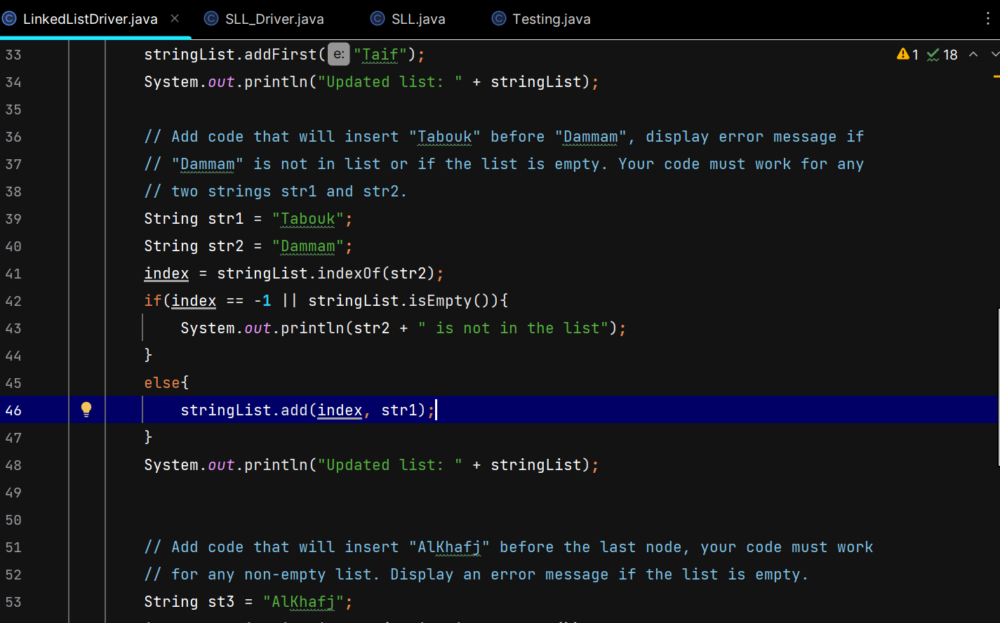 LinkedListDriver.java SLL_Driver.java SLL.java Testing.java
33 stringList.addFirst( e: "Taif"); 1 18
34 System.out.println("Updated list: " + stringList);
35
36 // Add code that will insert "Tabouk" before "Dammam", display error message if
37 // "Dammam" is not in list or if the list is empty. Your code must work for any
38 // two strings str1 and str2.
39 String str1 = "Tabouk";
40 String str2 = "Dammam";
41 index = stringList.indexOf(str2);
42 if(index == -1 || stringList.isEmpty()){
43 System.out.println(str2 + " is not in the list");
44 }
45 else{
46 stringList.add(index, str1);
47 }
48 System.out.println("Updated list: " + stringList);
49
50
51 // Add code that will insert "AlKhafj" before the last node, your code must work
52 // for any non-empty list. Display an error message if the list is empty.
53 String st3 = "AlKhafj";